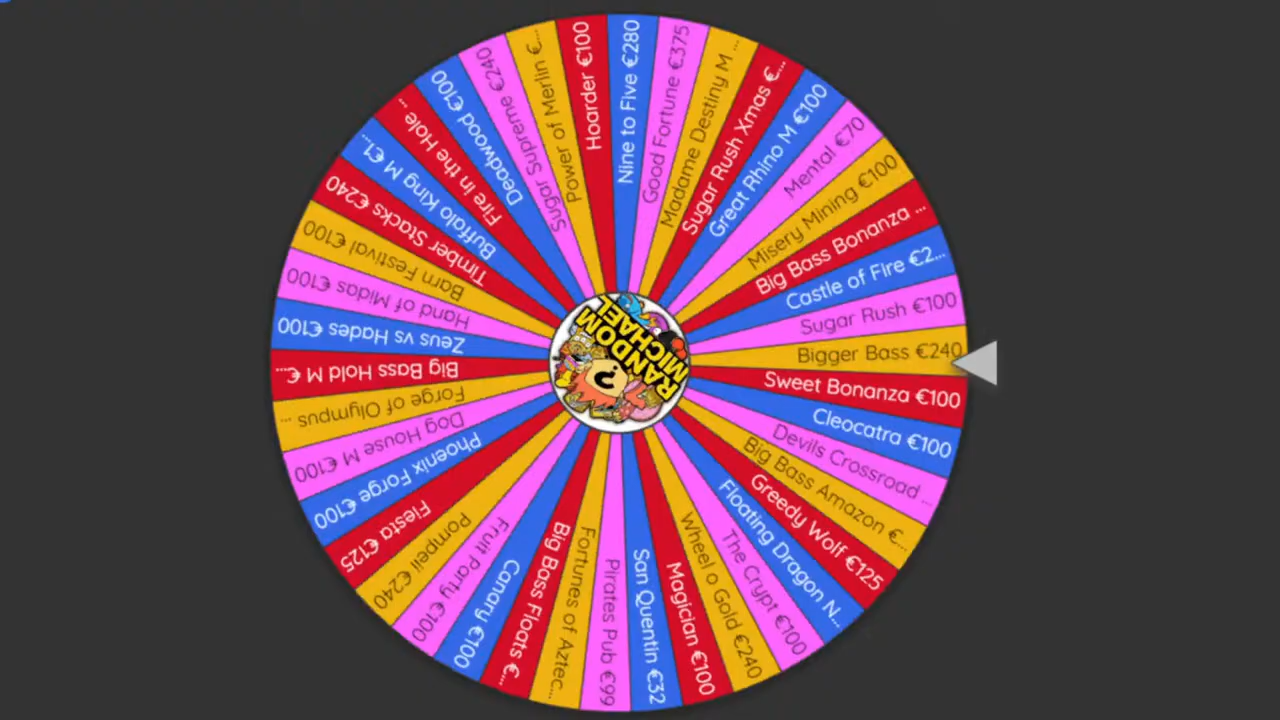 Nine to Five €280
Good Fortune €375
Madame Destiny M ...
Sugar Rush Xmas €...
Great Rhino M €100
Mental €70
Misery Mining €100
Big Bass Bonanza ...
Castle of Fire €2...
Sugar Rush €100
Bigger Bass €240
Sweet Bonanza €100
Cleocatra €100
Devils Crossroad ...
Big Bass Amazon €...
Greedy Wolf €125
Floating Dragon N...
The Crypt €100
Wheel o Gold €240
Magician €100
San Quentin €32
Pirates Pub €99
Fortunes of Aztec...
Big Bass Floats €...
Canary €100
Fruit Party €100
Pompeii €240
Fiesta €125
Phoenix Forge €100
Dog House M €100
Forge of Olympus ...
Big Bass Hold M €...
Zeus vs Hades €100
Hand of Midas €100
Barn Festival €100
Timber Stacks €240
Buffalo King M €1...
Fire in the Hole ...
Deadwood €100
Sugar Supreme €240
Power of Merlin €...
Hoarder €100
RANDOM
MICHAEL